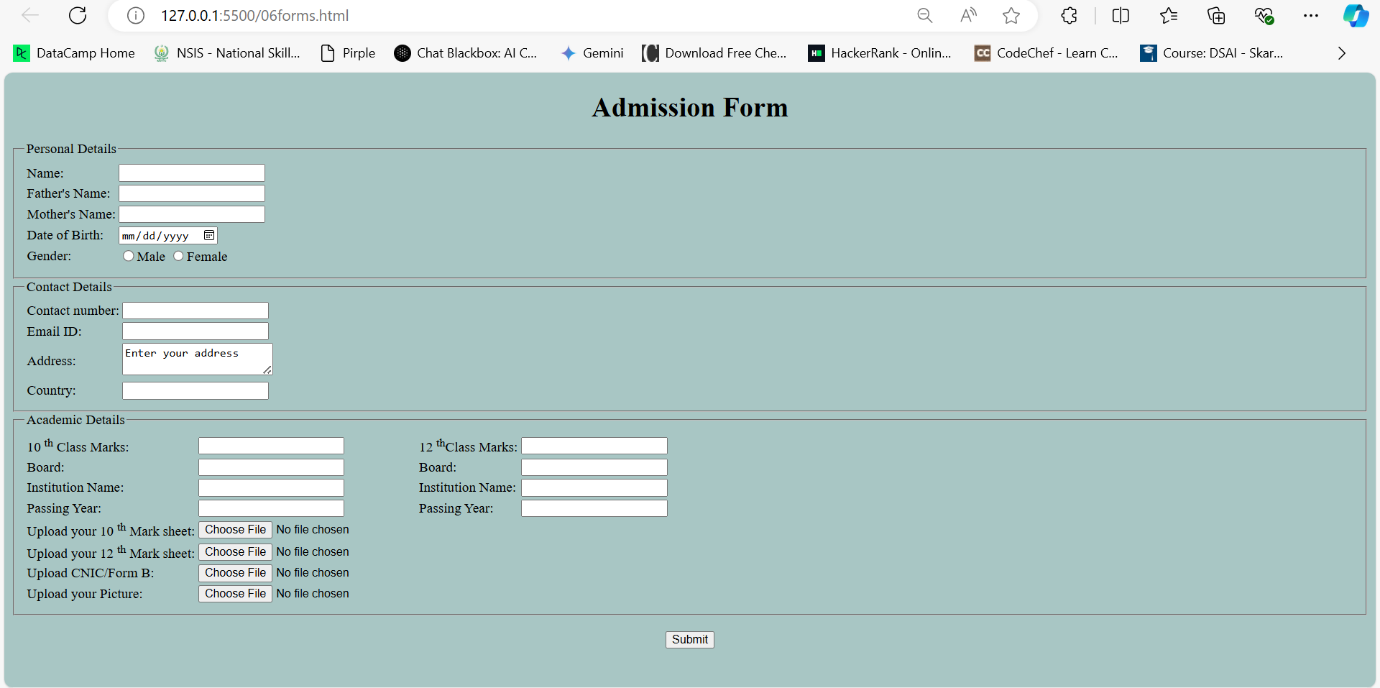 127.0.0.1:5500/06forms.html
DataCamp Home NSIS - National Skill... Pirple Chat Blackbox: AI C... Gemini Download Free Che... HackerRank - Onlin... CodeChef - Learn C... Course: DSAI - Skar...
Admission Form
Personal Details
Name:
Father's Name:
Mother's Name:
Date of Birth: mm/dd/yyyy
Gender: Male Female
Contact Details
Contact number:
Email ID:
Address: Enter your address
Country:
Academic Details
10 th Class Marks: 12 thClass Marks:
Board: Board:
Institution Name: Institution Name:
Passing Year: Passing Year:
Upload your 10 th Mark sheet: Choose File No file chosen
Upload your 12 th Mark sheet: Choose File No file chosen
Upload CNIC/Form B: Choose File No file chosen
Upload your Picture: Choose File No file chosen
Submit